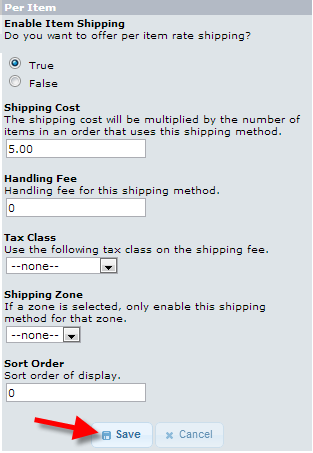 Per Item
Enable Item Shipping
Do you want to offer per item rate shipping?
True
False
Shipping Cost
The shipping cost will be multiplied by the number of
items in an order that uses this shipping method.
5.00
Handling Fee
Handling fee for this shipping method.
0
Tax Class
Use the following tax class on the shipping fee.
--none--
Shipping Zone
If a zone is selected, only enable this shipping
method for that zone.
--none--
Sort Order
Sort order of display.
0
Save Cancel